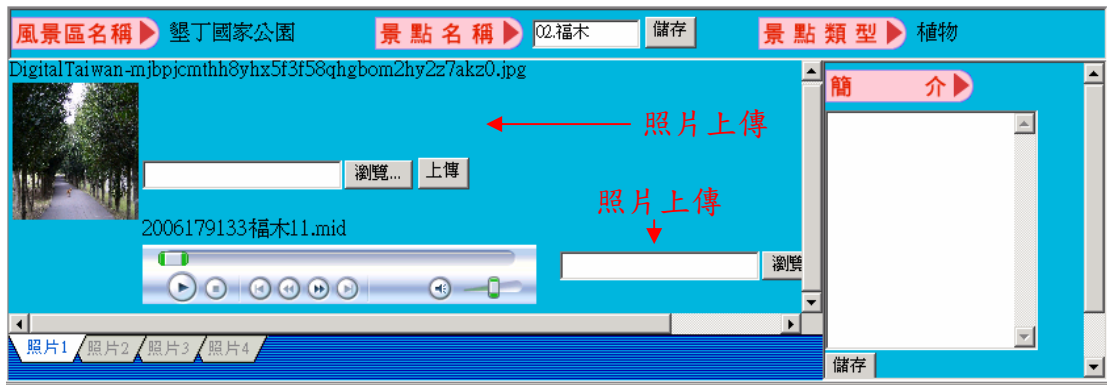 風景區名稱 墾丁國家公園 景點名稱 02.福木 儲存 景點類型 植物
DigitalTaiwan-mjbpjcmthh8yhx5f3f58qhgbom2hy2z7akz0.jpg
簡 介
照片上傳
瀏覽... 上傳
照片上傳
2006179133福木11.mid
瀏覽
照片1 照片2 照片3 照片4
儲存